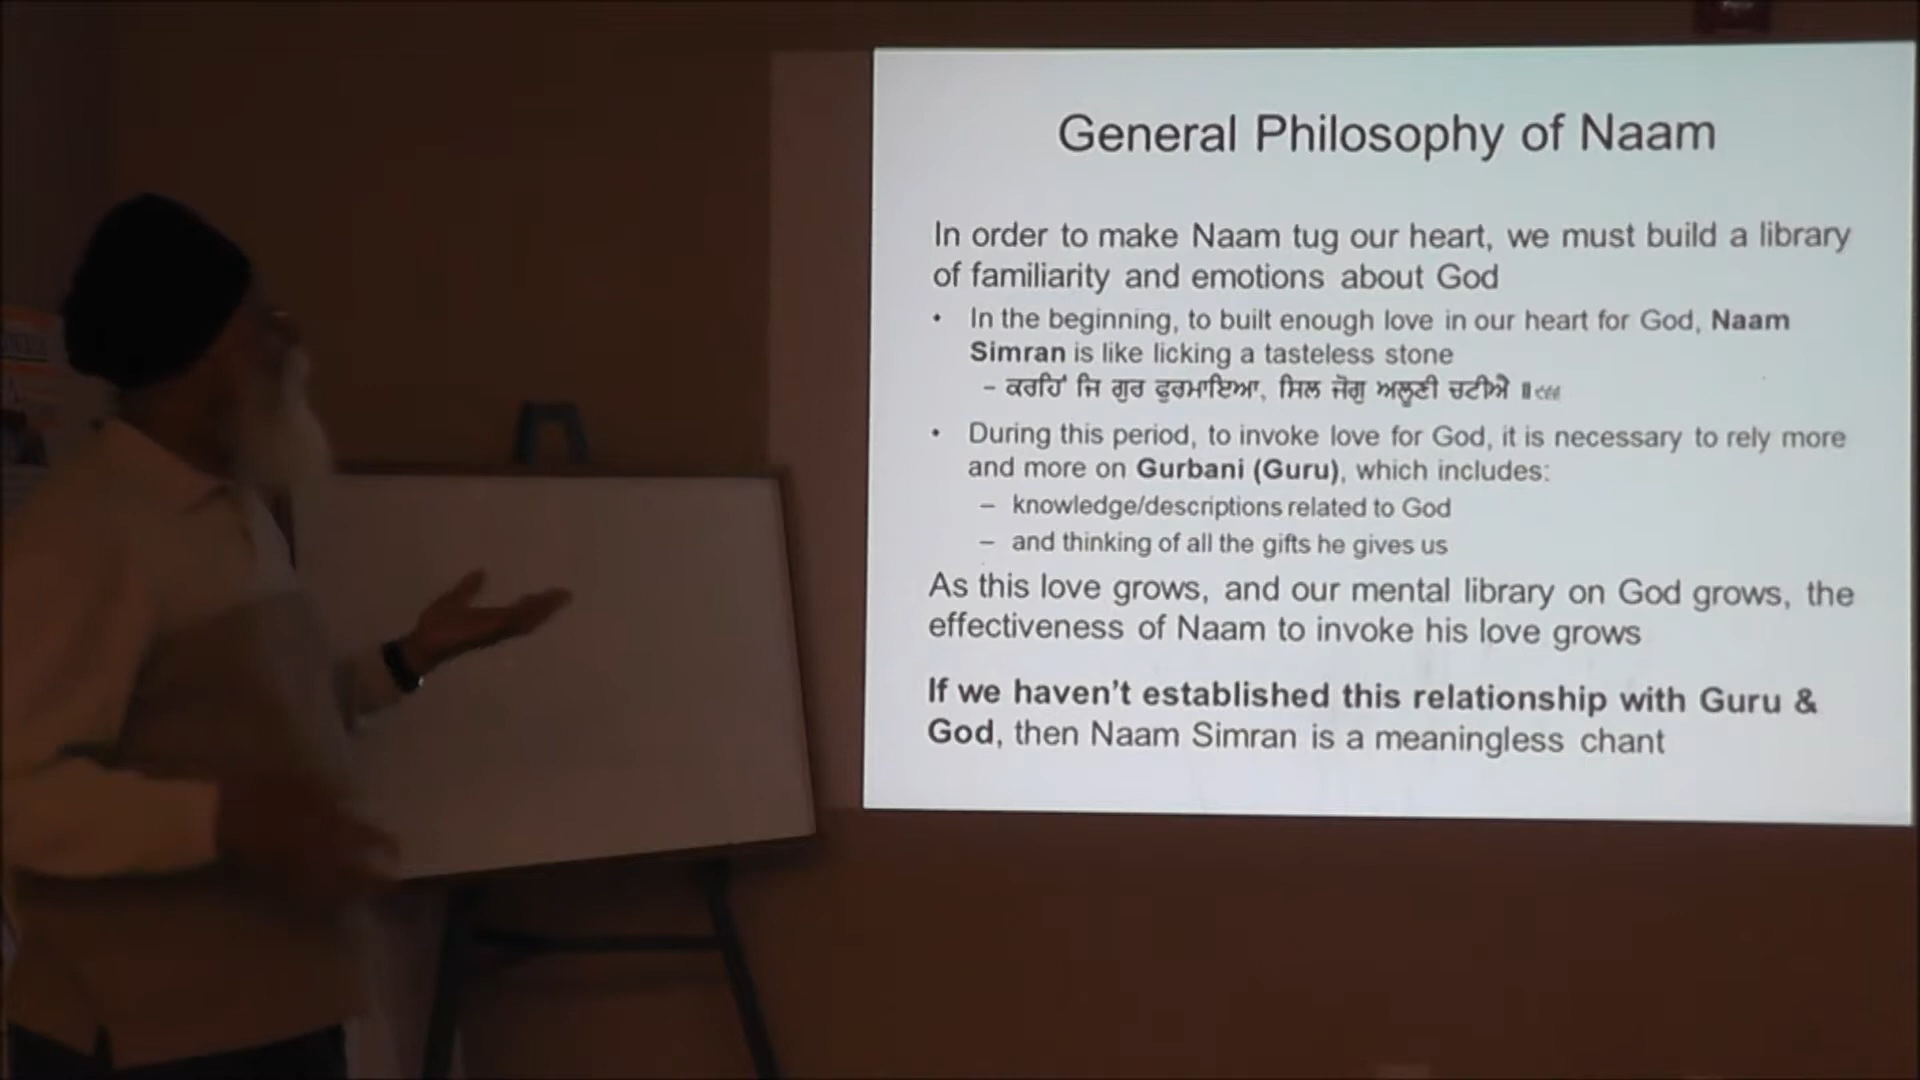 General Philosophy of Naam
In order to make Naam tug our heart, we must build a library
of familiarity and emotions about God
• In the beginning, to built enough love in our heart for God, Naam
Simran is like licking a tasteless stone
– ਕਰਹਿਂ ਜਿ ਗੁਰ ਫੁਰਮਾਇਆ, ਸਿਲ ਜੋਗੁ ਅਲੂਣੀ ਚਟੀਐ ॥
• During this period, to invoke love for God, it is necessary to rely more
and more on Gurbani (Guru), which includes:
– knowledge/descriptions related to God
– and thinking of all the gifts he gives us
As this love grows, and our mental library on God grows, the
effectiveness of Naam to invoke his love grows
If we haven't established this relationship with Guru &
God, then Naam Simran is a meaningless chant